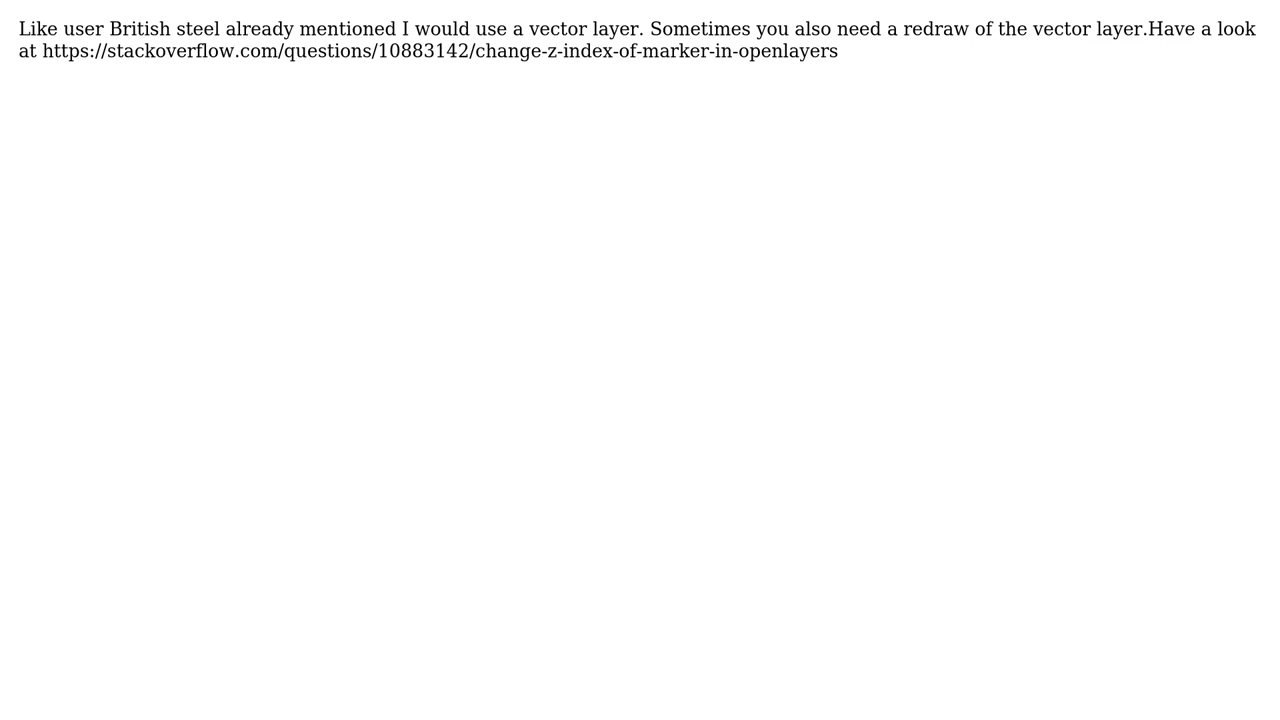 Like user British steel already mentioned I would use a vector layer. Sometimes you also need a redraw of the vector layer.Have a look
at https://stackoverflow.com/questions/10883142/change-z-index-of-marker-in-openlayers